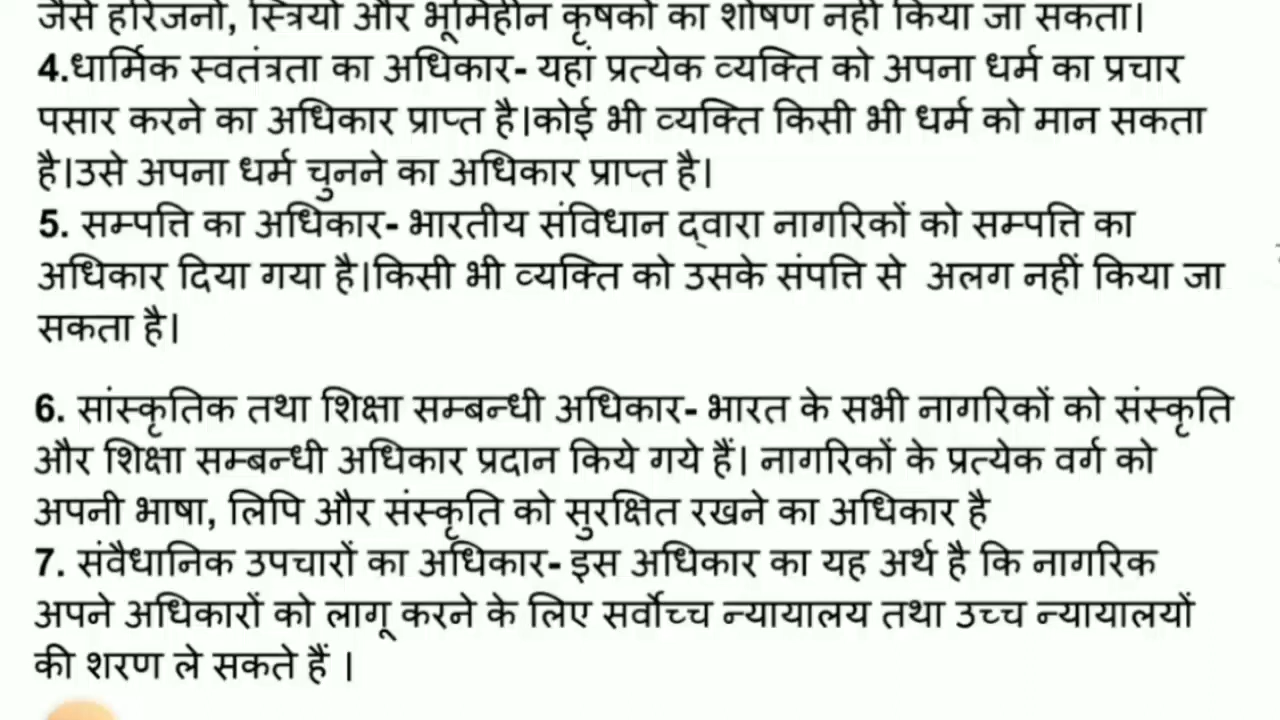 जैसे हरिजनों, स्त्रियों और भूमिहीन कृषकों का शोषण नहीं किया जा सकता।
4.धार्मिक स्वतंत्रता का अधिकार- यहां प्रत्येक व्यक्ति को अपना धर्म का प्रचार
पसार करने का अधिकार प्राप्त है।कोई भी व्यक्ति किसी भी धर्म को मान सकता
है।उसे अपना धर्म चुनने का अधिकार प्राप्त है।
5. सम्पत्ति का अधिकार- भारतीय संविधान द्वारा नागरिकों को सम्पत्ति का
अधिकार दिया गया है।किसी भी व्यक्ति को उसके संपत्ति से अलग नहीं किया जा
सकता है।
6. सांस्कृतिक तथा शिक्षा सम्बन्धी अधिकार- भारत के सभी नागरिकों को संस्कृति
और शिक्षा सम्बन्धी अधिकार प्रदान किये गये हैं। नागरिकों के प्रत्येक वर्ग को
अपनी भाषा, लिपि और संस्कृति को सुरक्षित रखने का अधिकार है
7. संवैधानिक उपचारों का अधिकार- इस अधिकार का यह अर्थ है कि नागरिक
अपने अधिकारों को लागू करने के लिए सर्वोच्च न्यायालय तथा उच्च न्यायालयों
की शरण ले सकते हैं ।